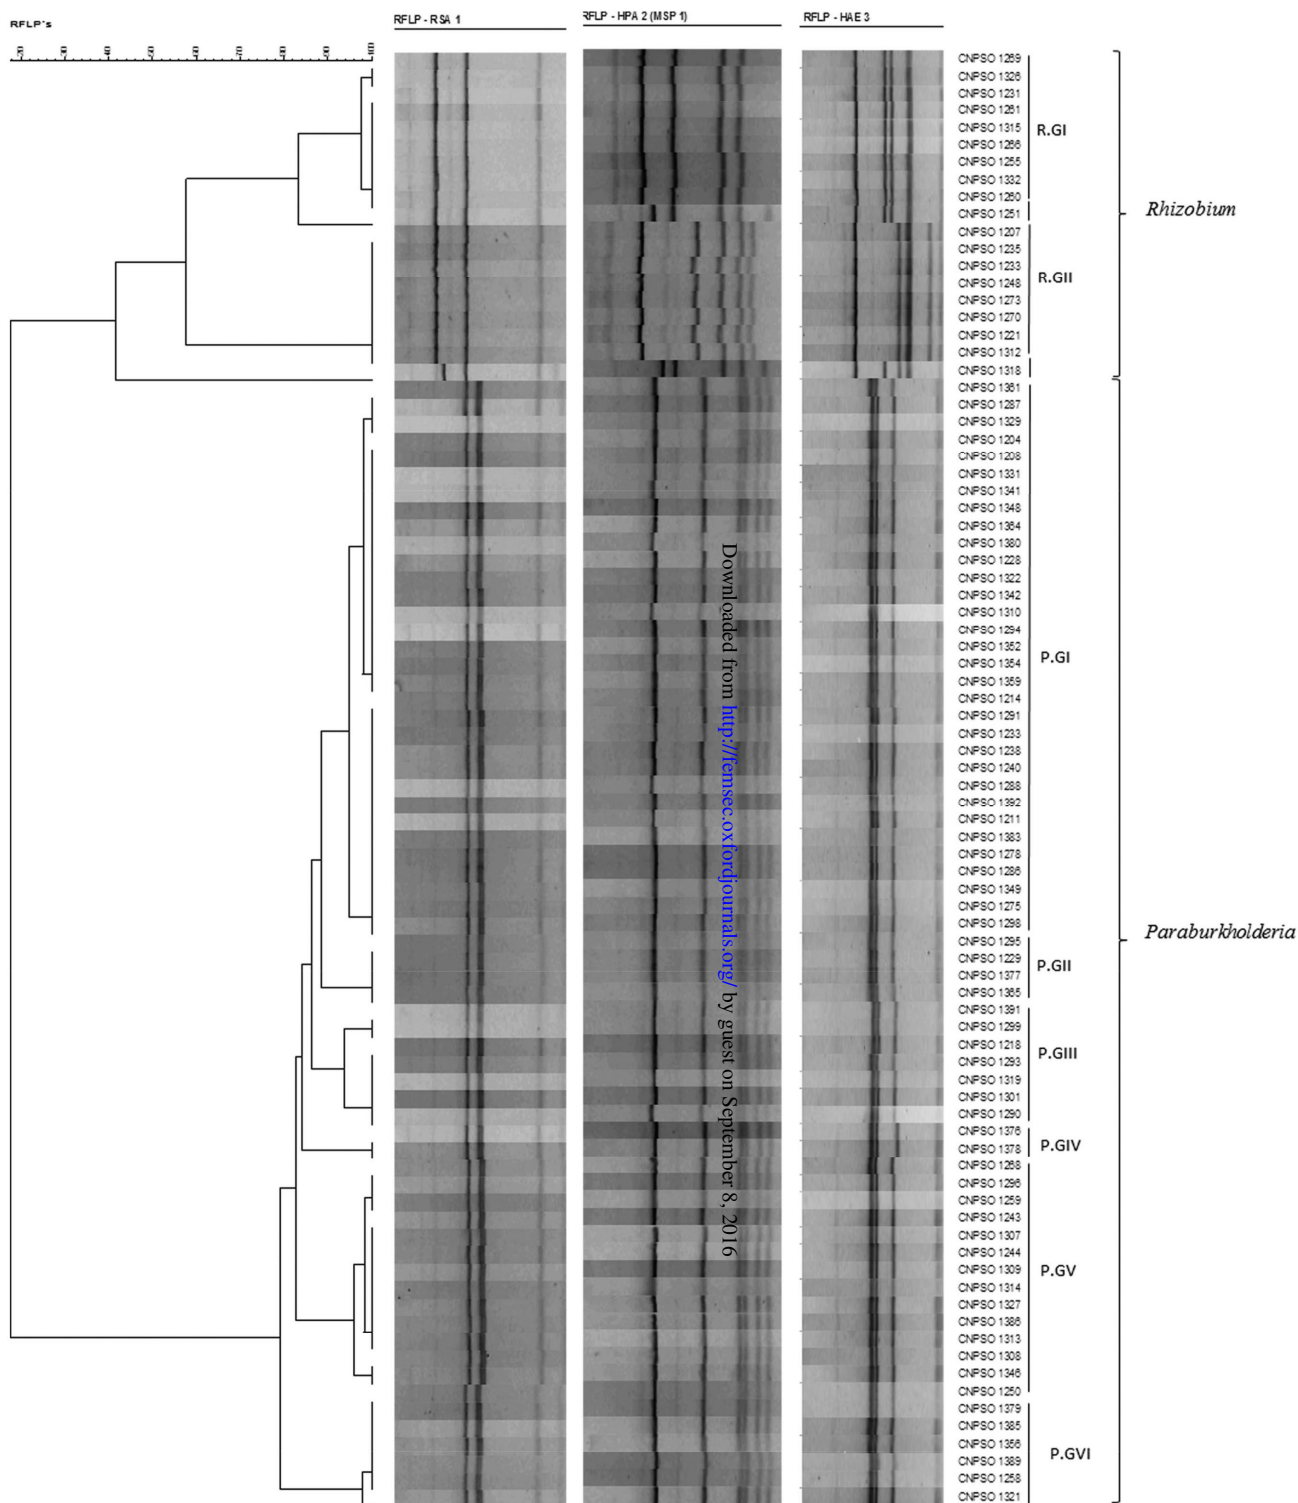 RFLP's
RFLP - RSA 1
RFLP - HPA 2 (MSP 1)
RFLP - HAE 3
100
CNPSO 1269
CNPSO 1326
CNPSO 1231
CNPSO 1261
CNPSO 1315
CNPSO 1266
CNPSO 1255
CNPSO 1332
CNPSO 1260
CNPSO 1251
CNPSO 1207
CNPSO 1235
CNPSO 1233
CNPSO 1248
CNPSO 1273
CNPSO 1270
CNPSO 1221
CNPSO 1312
CNPSO 1318
CNPSO 1361
CNPSO 1287
CNPSO 1329
CNPSO 1204
CNPSO 1208
CNPSO 1331
CNPSO 1341
CNPSO 1348
CNPSO 1364
CNPSO 1380
CNPSO 1228
CNPSO 1322
CNPSO 1342
CNPSO 1310
CNPSO 1294
CNPSO 1352
CNPSO 1354
CNPSO 1359
CNPSO 1214
CNPSO 1291
CNPSO 1233
CNPSO 1238
CNPSO 1240
CNPSO 1288
CNPSO 1392
CNPSO 1211
CNPSO 1383
CNPSO 1278
CNPSO 1286
CNPSO 1349
CNPSO 1275
CNPSO 1298
CNPSO 1295
CNPSO 1229
CNPSO 1377
CNPSO 1365
CNPSO 1391
CNPSO 1299
CNPSO 1218
CNPSO 1293
CNPSO 1319
CNPSO 1301
CNPSO 1290
CNPSO 1376
CNPSO 1378
CNPSO 1268
CNPSO 1296
CNPSO 1259
CNPSO 1243
CNPSO 1307
CNPSO 1244
CNPSO 1309
CNPSO 1314
CNPSO 1327
CNPSO 1386
CNPSO 1313
CNPSO 1308
CNPSO 1346
CNPSO 1250
CNPSO 1379
CNPSO 1385
CNPSO 1356
CNPSO 1389
CNPSO 1258
CNPSO 1321
R.GI
R.GII
P.GI
P.GII
P.GIII
P.GIV
P.GV
P.GVI
Rhizobium
Paraburkholderia
Downloaded from http://femsec.oxfordjournals.org/ by guest on September 8, 2016